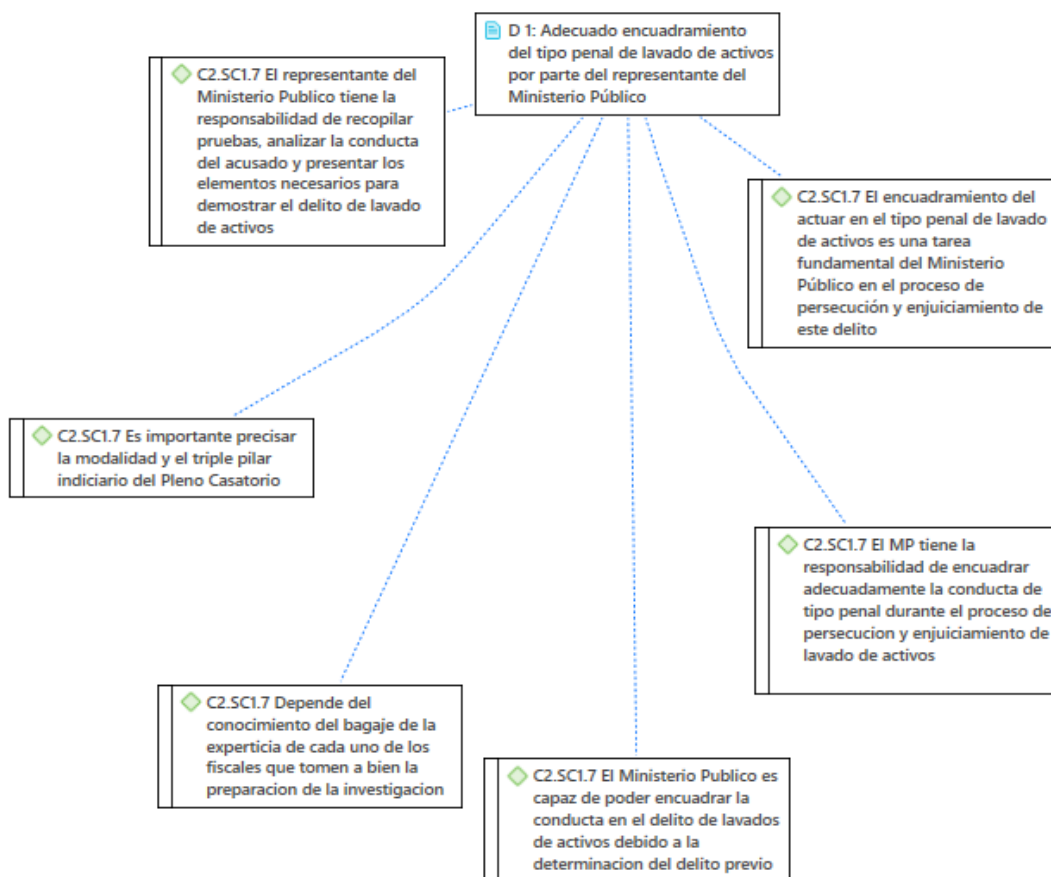 D 1: Adecuado encuadramiento
del tipo penal de lavado de activos
por parte del representante del
Ministerio Público
C2.SC1.7 El representante del
Ministerio Publico tiene la
responsabilidad de recopilar
pruebas, analizar la conducta
del acusado y presentar los
elementos necesarios para
demostrar el delito de lavado
de activos
C2.SC1.7 El encuadramiento del
actuar en el tipo penal de lavado
de activos es una tarea
fundamental del Ministerio
Público en el proceso de
persecución y enjuiciamiento de
este delito
C2.SC1.7 Es importante precisar
la modalidad y el triple pilar
indiciario del Pleno Casatorio
C2.SC1.7 El MP tiene la
responsabilidad de encuadrar
adecuadamente la conducta de
tipo penal durante el proceso de
persecucion y enjuiciamiento de
lavado de activos
C2.SC1.7 Depende del
conocimiento del bagaje de la
experticia de cada uno de los
fiscales que tomen a bien la
preparacion de la investigacion
C2.SC1.7 El Ministerio Publico es
capaz de poder encuadrar la
conducta en el delito de lavados
de activos debido a la
determinacion del delito previo